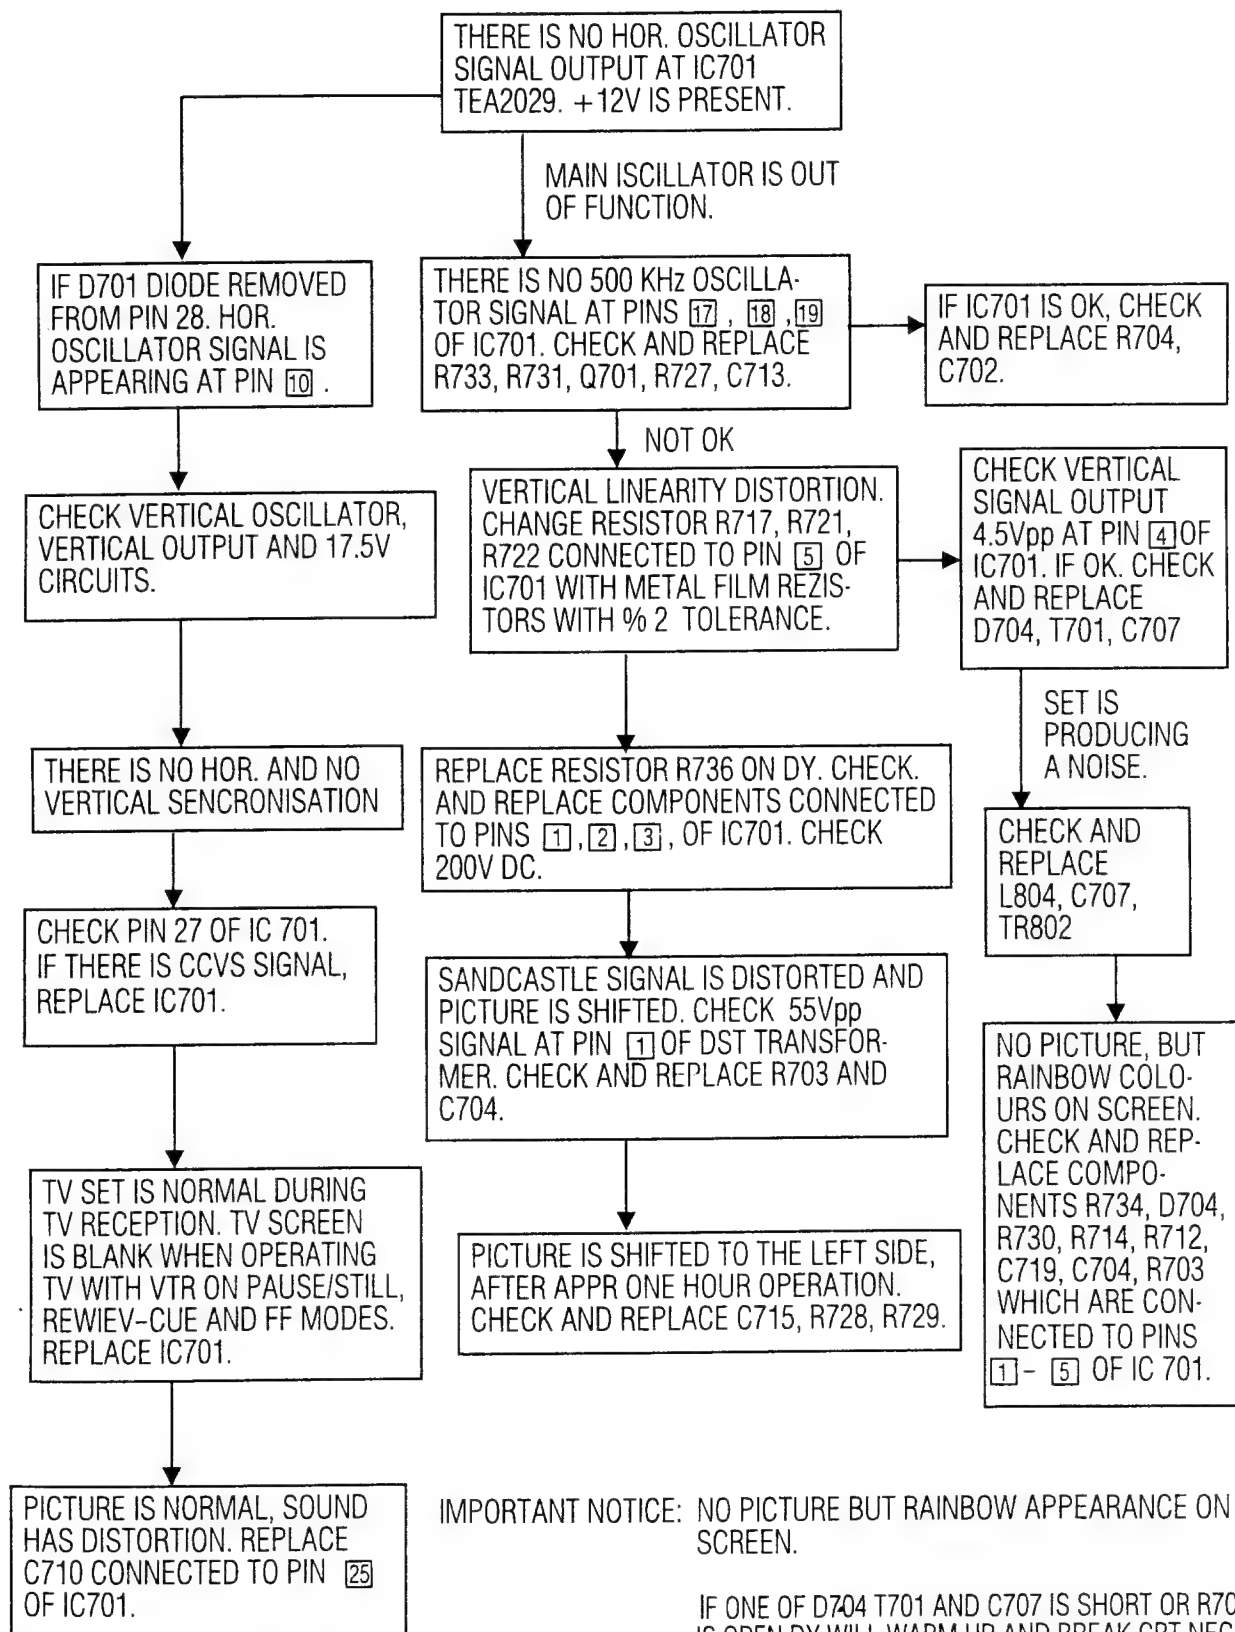 THERE IS NO HOR. OSCILLATOR
SIGNAL OUTPUT AT IC701
TEA2029. +12V IS PRESENT.
MAIN ISCILLATOR IS OUT
OF FUNCTION.
IF D701 DIODE REMOVED
FROM PIN 28. HOR.
OSCILLATOR SIGNAL IS
APPEARING AT PIN 10 .
THERE IS NO 500 KHz OSCILLA-
TOR SIGNAL AT PINS 17 , 18 ,19
OF IC701. CHECK AND REPLACE
R733, R731, Q701, R727, C713.
IF IC701 IS OK, CHECK
AND REPLACE R704,
C702.
NOT OK
CHECK VERTICAL OSCILLATOR,
VERTICAL OUTPUT AND 17.5V
CIRCUITS.
VERTICAL LINEARITY DISTORTION.
CHANGE RESISTOR R717, R721,
R722 CONNECTED TO PIN 5 OF
IC701 WITH METAL FILM REZIS-
TORS WITH % 2 TOLERANCE.
CHECK VERTICAL
SIGNAL OUTPUT
4.5Vpp AT PIN 4 OF
IC701. IF OK. CHECK
AND REPLACE
D704, T701, C707
SET IS
PRODUCING
A NOISE.
THERE IS NO HOR. AND NO
VERTICAL SENCRONISATION
REPLACE RESISTOR R736 ON DY. CHECK.
AND REPLACE COMPONENTS CONNECTED
TO PINS 1 , 2 , 3 , OF IC701. CHECK
200V DC.
CHECK AND
REPLACE
L804, C707,
TR802
CHECK PIN 27 OF IC 701.
IF THERE IS CCVS SIGNAL,
REPLACE IC701.
SANDCASTLE SIGNAL IS DISTORTED AND
PICTURE IS SHIFTED. CHECK 55Vpp
SIGNAL AT PIN 1 OF DST TRANSFOR-
MER. CHECK AND REPLACE R703 AND
C704.
NO PICTURE, BUT
RAINBOW COLO-
URS ON SCREEN.
CHECK AND REP-
LACE COMPO-
NENTS R734, D704,
R730, R714, R712,
C719, C704, R703
WHICH ARE CON-
NECTED TO PINS
1 - 5 OF IC 701.
TV SET IS NORMAL DURING
TV RECEPTION. TV SCREEN
IS BLANK WHEN OPERATING
TV WITH VTR ON PAUSE/STILL,
REWIEV-CUE AND FF MODES.
REPLACE IC701.
PICTURE IS SHIFTED TO THE LEFT SIDE,
AFTER APPR ONE HOUR OPERATION.
CHECK AND REPLACE C715, R728, R729.
PICTURE IS NORMAL, SOUND
HAS DISTORTION. REPLACE
C710 CONNECTED TO PIN 25
OF IC701.
IMPORTANT NOTICE: NO PICTURE BUT RAINBOW APPEARANCE ON
SCREEN.
IF ONE OF D704 T701 AND C707 IS SHORT OR
IS OPEN DY WILL WARM UP AND BREAK CRT